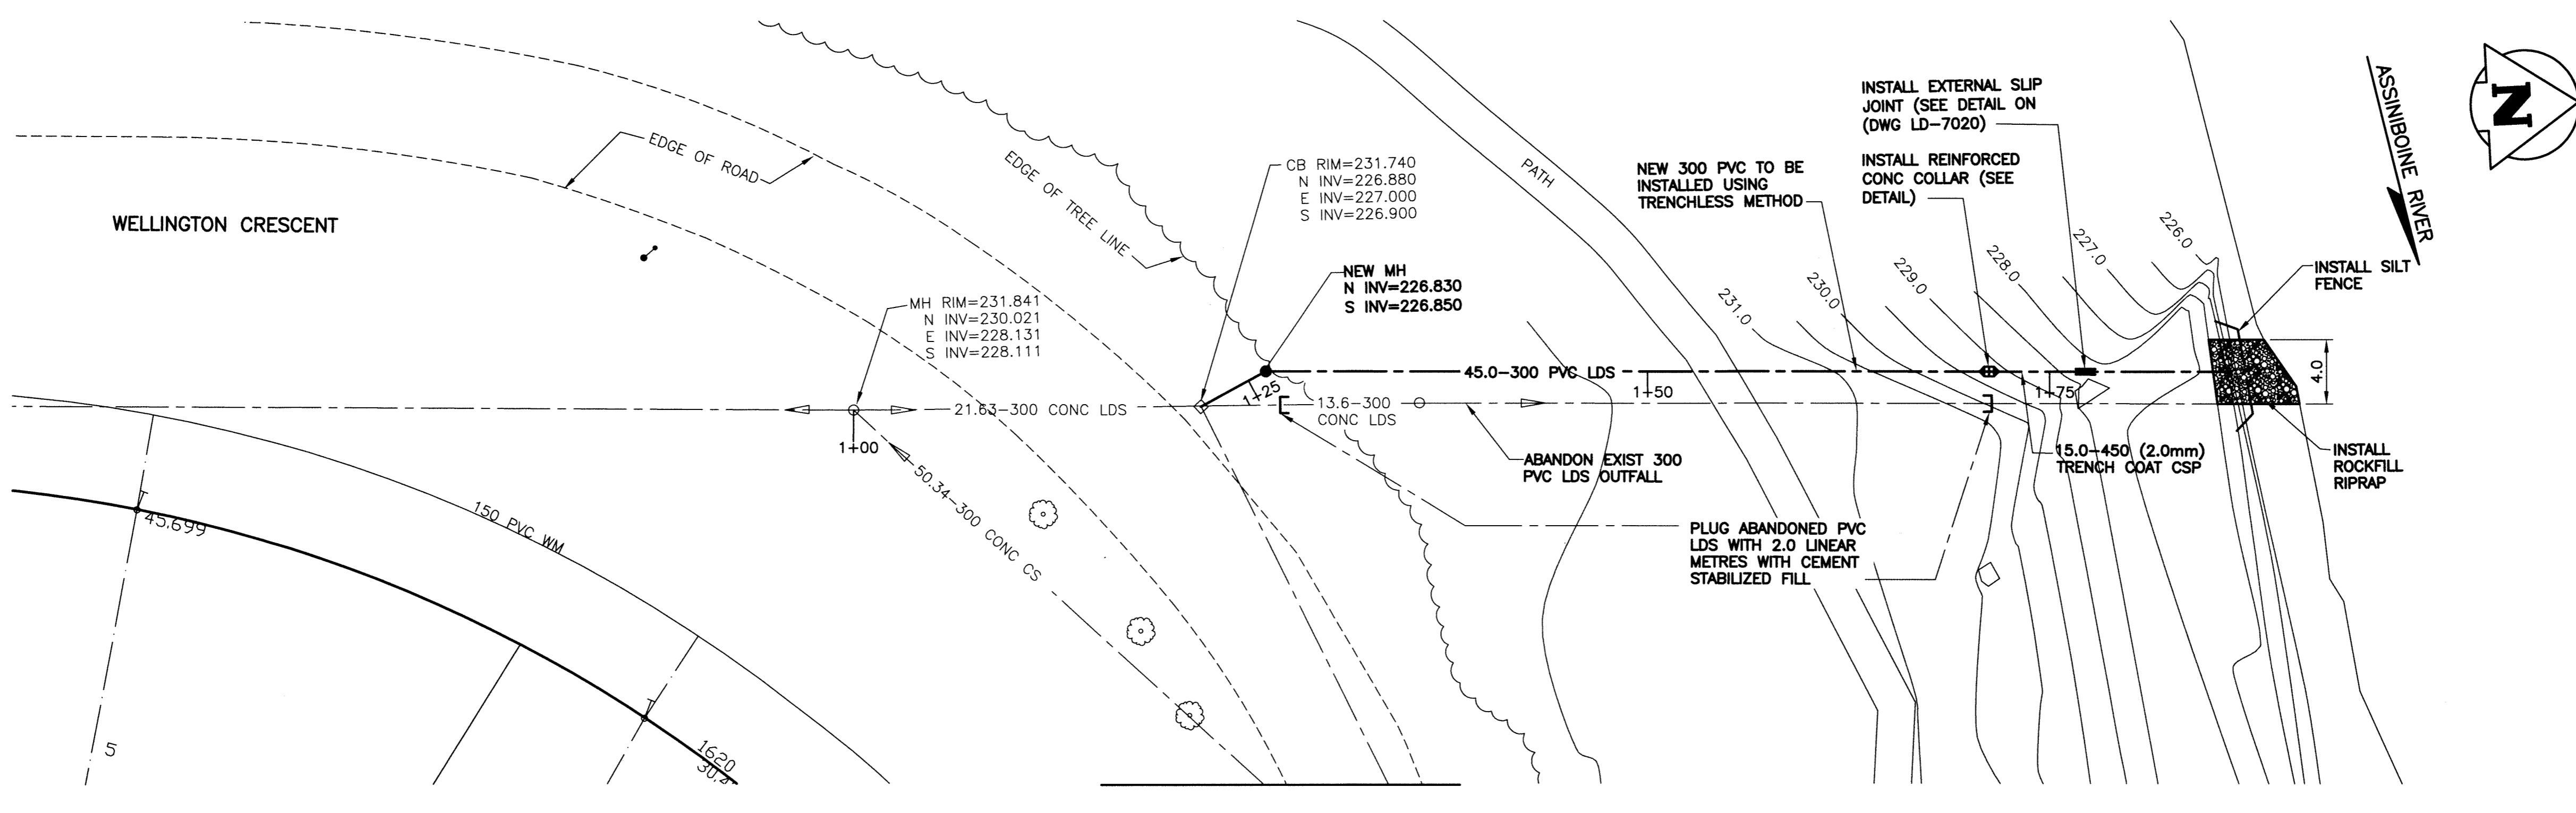 WELLINGTON CRESCENT
EDGE OF ROAD
EDGE OF TREE LINE
MH RIM=231.841
N INV=230.021
E INV=228.131
S INV=228.111
CB RIM=231.740
N INV=226.880
E INV=227.000
S INV=226.900
NEW MH
N INV=226.830
S INV=226.850
PATH
NEW 300 PVC TO BE
INSTALLED USING
TRENCHLESS METHOD
INSTALL EXTERNAL SLIP
JOINT (SEE DETAIL ON
(DWG LD-7020)
INSTALL REINFORCED
CONC COLLAR (SEE
DETAIL)
231.0
230.0
229.0
228.0
227.0
226.0
ASSINIBOINE RIVER
N
INSTALL SILT
FENCE
4.0
INSTALL
ROCKFILL
RIPRAP
45.0-300 PVC LDS
1+00
1+25
1+50
1+75
21.63-300 CONC LDS
13.6-300
CONC LDS
50.34-300 CONC CS
ABANDON EXIST 300
PVC LDS OUTFALL
15.0-450 (2.0mm)
TRENCH COAT CSP
PLUG ABANDONED PVC
LDS WITH 2.0 LINEAR
METRES WITH CEMENT
STABILIZED FILL
150 PVC WM
45.699
5
1620